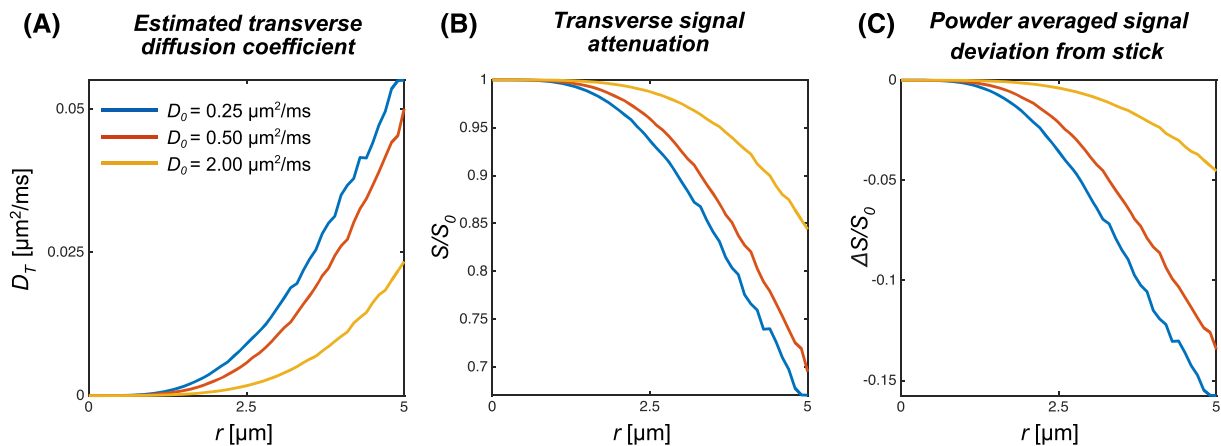 (A)
Estimated transverse
diffusion coefficient
D_T [µm²/ms]
0.05
0.025
0
D₀ = 0.25 µm²/ms
D₀ = 0.50 µm²/ms
D₀ = 2.00 µm²/ms
0
2.5
5
r [µm]
(B)
Transverse signal
attenuation
S/S₀
1
0.95
0.9
0.85
0.8
0.75
0.7
0
2.5
5
r [µm]
(C)
Powder averaged signal
deviation from stick
ΔS/S₀
0
-0.05
-0.1
-0.15
0
2.5
5
r [µm]